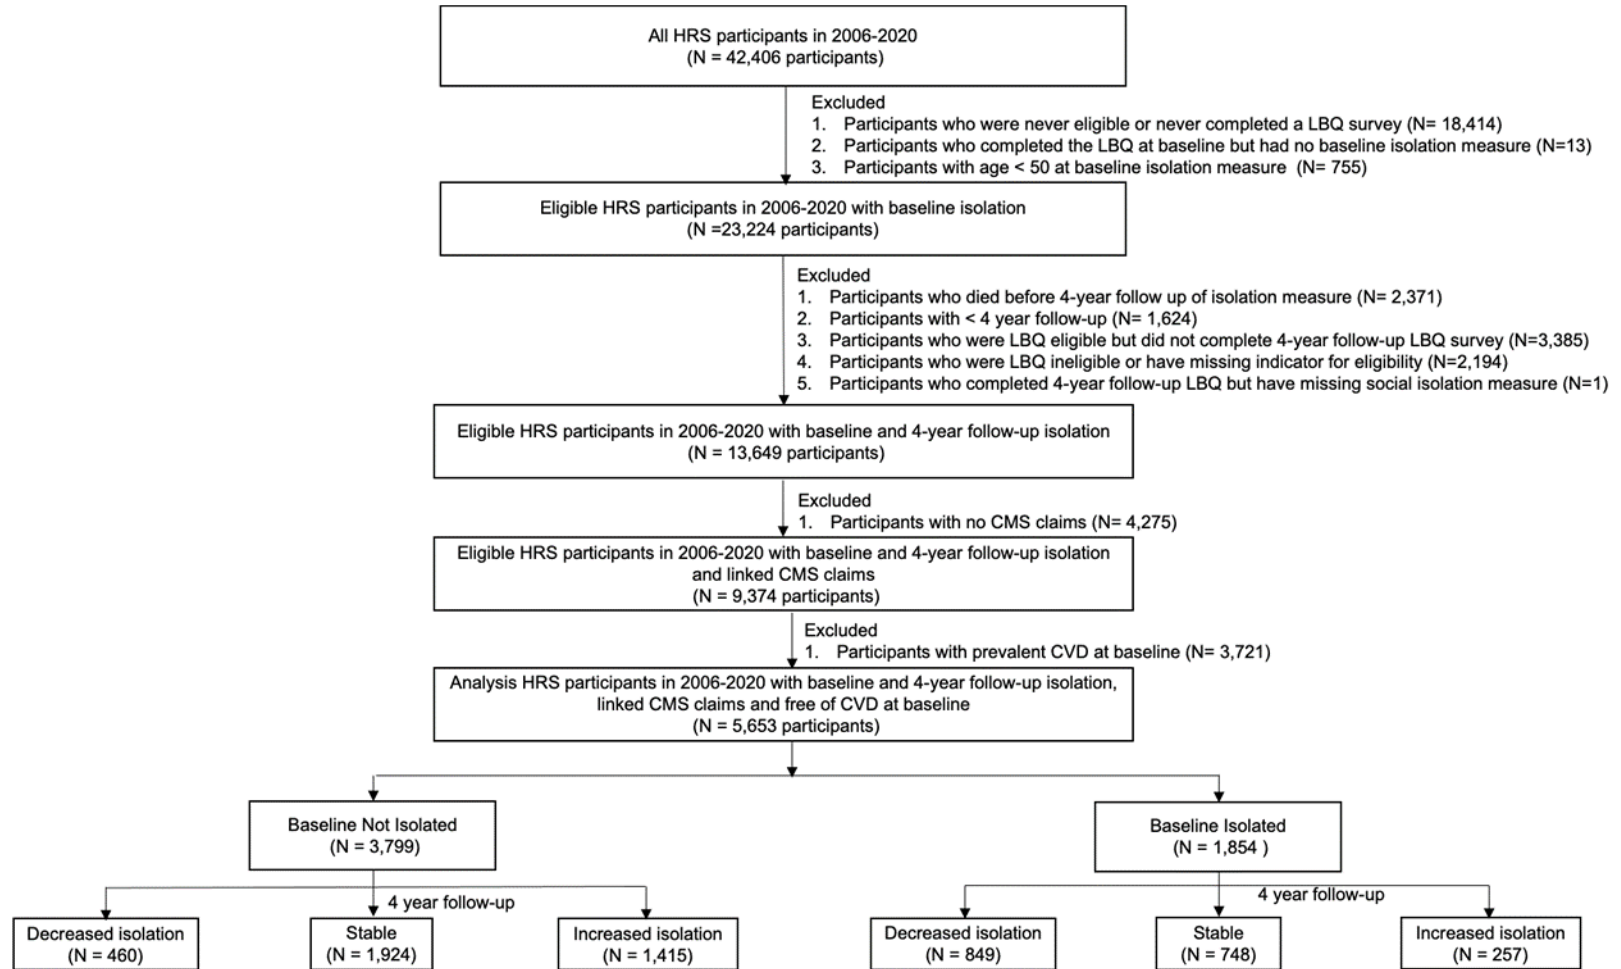 All HRS participants in 2006-2020
(N = 42,406 participants)
Excluded
1. Participants who were never eligible or never completed a LBQ survey (N= 18,414)
2. Participants who completed the LBQ at baseline but had no baseline isolation measure (N=13)
3. Participants with age < 50 at baseline isolation measure (N= 755)
Eligible HRS participants in 2006-2020 with baseline isolation
(N =23,224 participants)
Excluded
1. Participants who died before 4-year follow up of isolation measure (N= 2,371)
2. Participants with < 4 year follow-up (N= 1,624)
3. Participants who were LBQ eligible but did not complete 4-year follow-up LBQ survey (N=3,385)
4. Participants who were LBQ ineligible or have missing indicator for eligibility (N=2,194)
5. Participants who completed 4-year follow-up LBQ but have missing social isolation measure (N=1)
Eligible HRS participants in 2006-2020 with baseline and 4-year follow-up isolation
(N = 13,649 participants)
Excluded
1. Participants with no CMS claims (N= 4,275)
Eligible HRS participants in 2006-2020 with baseline and 4-year follow-up isolation
and linked CMS claims
(N = 9,374 participants)
Excluded
1. Participants with prevalent CVD at baseline (N= 3,721)
Analysis HRS participants in 2006-2020 with baseline and 4-year follow-up isolation,
linked CMS claims and free of CVD at baseline
(N = 5,653 participants)
Baseline Not Isolated
(N = 3,799)
Baseline Isolated
(N = 1,854 )
4 year follow-up
4 year follow-up
Decreased isolation
(N = 460)
Stable
(N = 1,924)
Increased isolation
(N = 1,415)
Decreased isolation
(N = 849)
Stable
(N = 748)
Increased isolation
(N = 257)